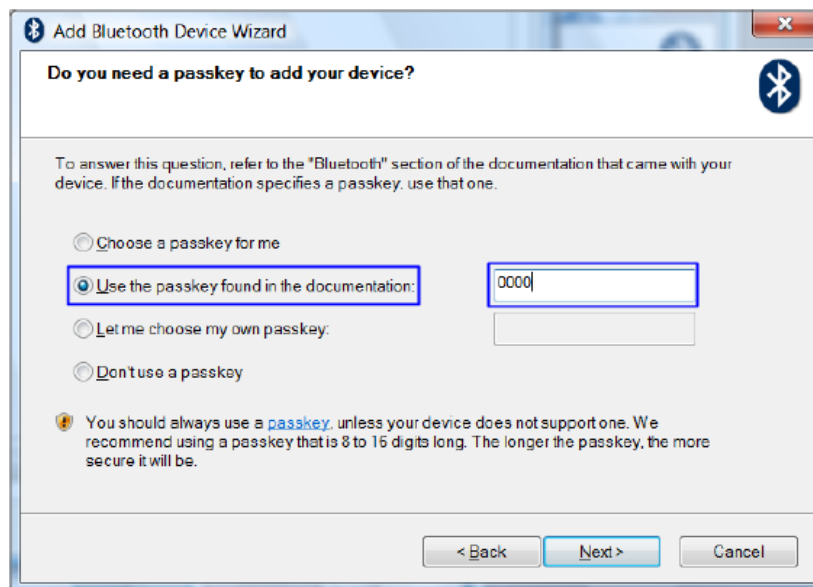 Add Bluetooth Device Wizard
Do you need a passkey to add your device?
To answer this question, refer to the "Bluetooth" section of the documentation that came with your
device. If the documentation specifies a passkey. use that one.
Choose a passkey for me
Use the passkey found in the documentation: 0000
Let me choose my own passkey:
Don't use a passkey
You should always use a passkey, unless your device does not support one. We
recommend using a passkey that is 8 to 16 digits long. The longer the passkey, the more
secure it will be.
< Back Next > Cancel